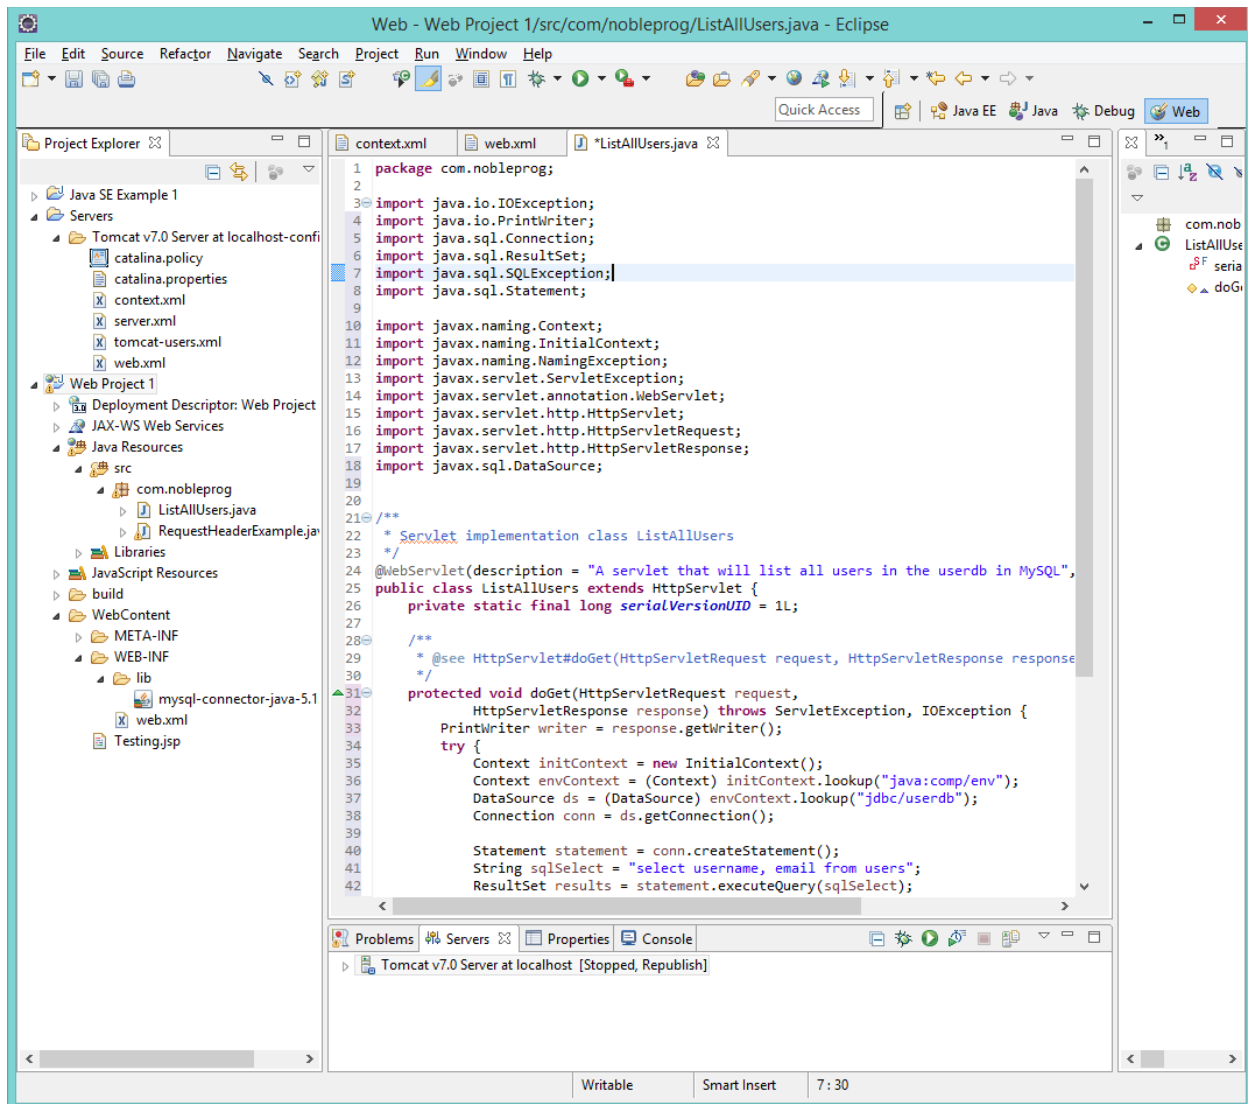 Web - Web Project 1/src/com/nobleprog/ListAllUsers.java - Eclipse
File Edit Source Refactor Navigate Search Project Run Window Help
Quick Access Java EE Java Debug Web
Project Explorer
Java SE Example 1
Servers
Tomcat v7.0 Server at localhost-confi
catalina.policy
catalina.properties
context.xml
server.xml
tomcat-users.xml
web.xml
Web Project 1
Deployment Descriptor: Web Project
3.0
JAX-WS Web Services
Java Resources
src
com.nobleprog
ListAllUsers.java
RequestHeaderExample.jav
Libraries
JavaScript Resources
build
WebContent
META-INF
WEB-INF
lib
mysql-connector-java-5.1
web.xml
Testing.jsp
context.xml web.xml *ListAllUsers.java
1 package com.nobleprog;
2
3 import java.io.IOException;
4 import java.io.PrintWriter;
5 import java.sql.Connection;
6 import java.sql.ResultSet;
7 import java.sql.SQLException;
8 import java.sql.Statement;
9
10 import javax.naming.Context;
11 import javax.naming.InitialContext;
12 import javax.naming.NamingException;
13 import javax.servlet.ServletException;
14 import javax.servlet.annotation.WebServlet;
15 import javax.servlet.http.HttpServlet;
16 import javax.servlet.http.HttpServletRequest;
17 import javax.servlet.http.HttpServletResponse;
18 import javax.sql.DataSource;
19
20
21 /**
22 * Servlet implementation class ListAllUsers
23 */
24 @WebServlet(description = "A servlet that will list all users in the userdb in MySQL",
25 public class ListAllUsers extends HttpServlet {
26 private static final long serialVersionUID = 1L;
27
28 /**
29 * @see HttpServlet#doGet(HttpServletRequest request, HttpServletResponse response
30 */
31 protected void doGet(HttpServletRequest request,
32 HttpServletResponse response) throws ServletException, IOException {
33 PrintWriter writer = response.getWriter();
34 try {
35 Context initContext = new InitialContext();
36 Context envContext = (Context) initContext.lookup("java:comp/env");
37 DataSource ds = (DataSource) envContext.lookup("jdbc/userdb");
38 Connection conn = ds.getConnection();
39
40 Statement statement = conn.createStatement();
41 String sqlSelect = "select username, email from users";
42 ResultSet results = statement.executeQuery(sqlSelect);
com.nob
ListAllUse
SF seria
doGe
Problems Servers Properties Console
Tomcat v7.0 Server at localhost [Stopped, Republish]
Writable Smart Insert 7 : 30